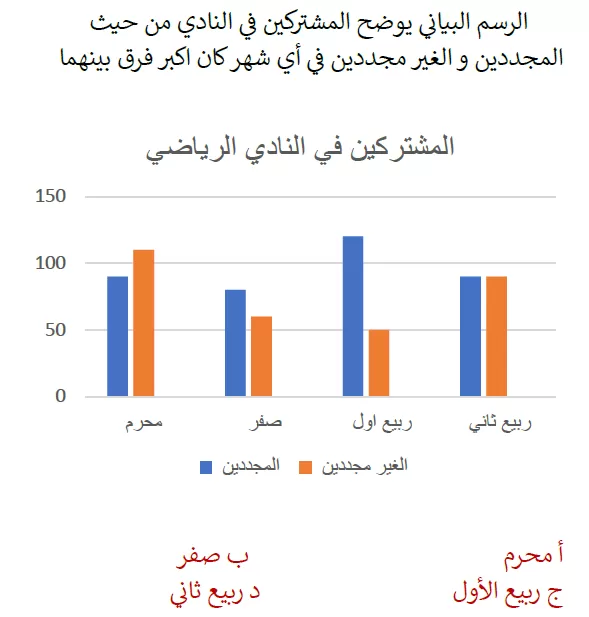 الرسم البياني يوضح المشتركين في النادي من حيث
المجددين و الغير مجددين في أي شهر كان اكبر فرق بينهما
المشتركين في النادي الرياضي
150
100
50
0
محرم صفر ربيع اول ربيع ثاني
المجددين الغير مجددين
أ محرم ب صفر
ج ربيع الأول د ربيع ثاني